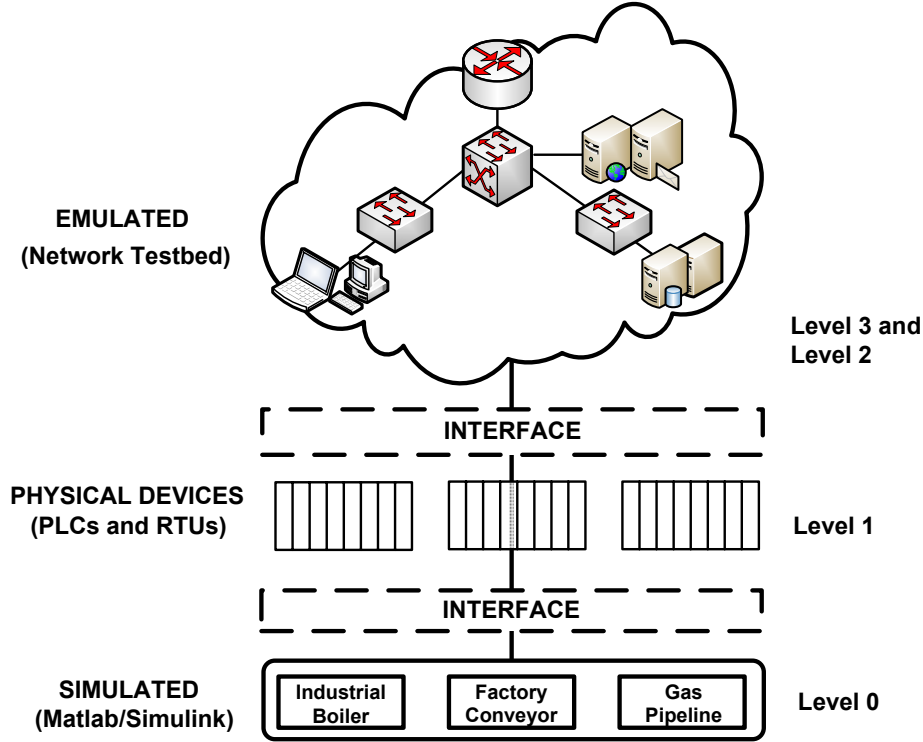 EMULATED
(Network Testbed)
Level 3 and
Level 2
INTERFACE
PHYSICAL DEVICES
(PLCs and RTUs)
Level 1
INTERFACE
SIMULATED
(Matlab/Simulink)
Industrial
Boiler
Factory
Conveyor
Gas
Pipeline
Level 0